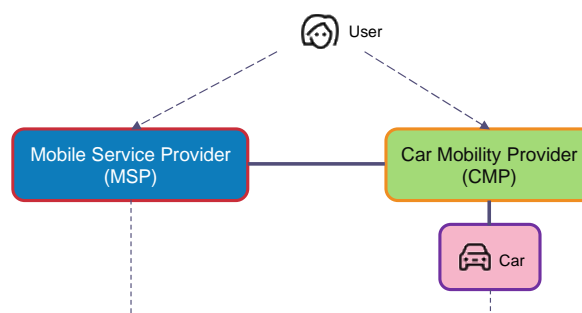 User
Mobile Service Provider
(MSP)
Car Mobility Provider
(CMP)
Car